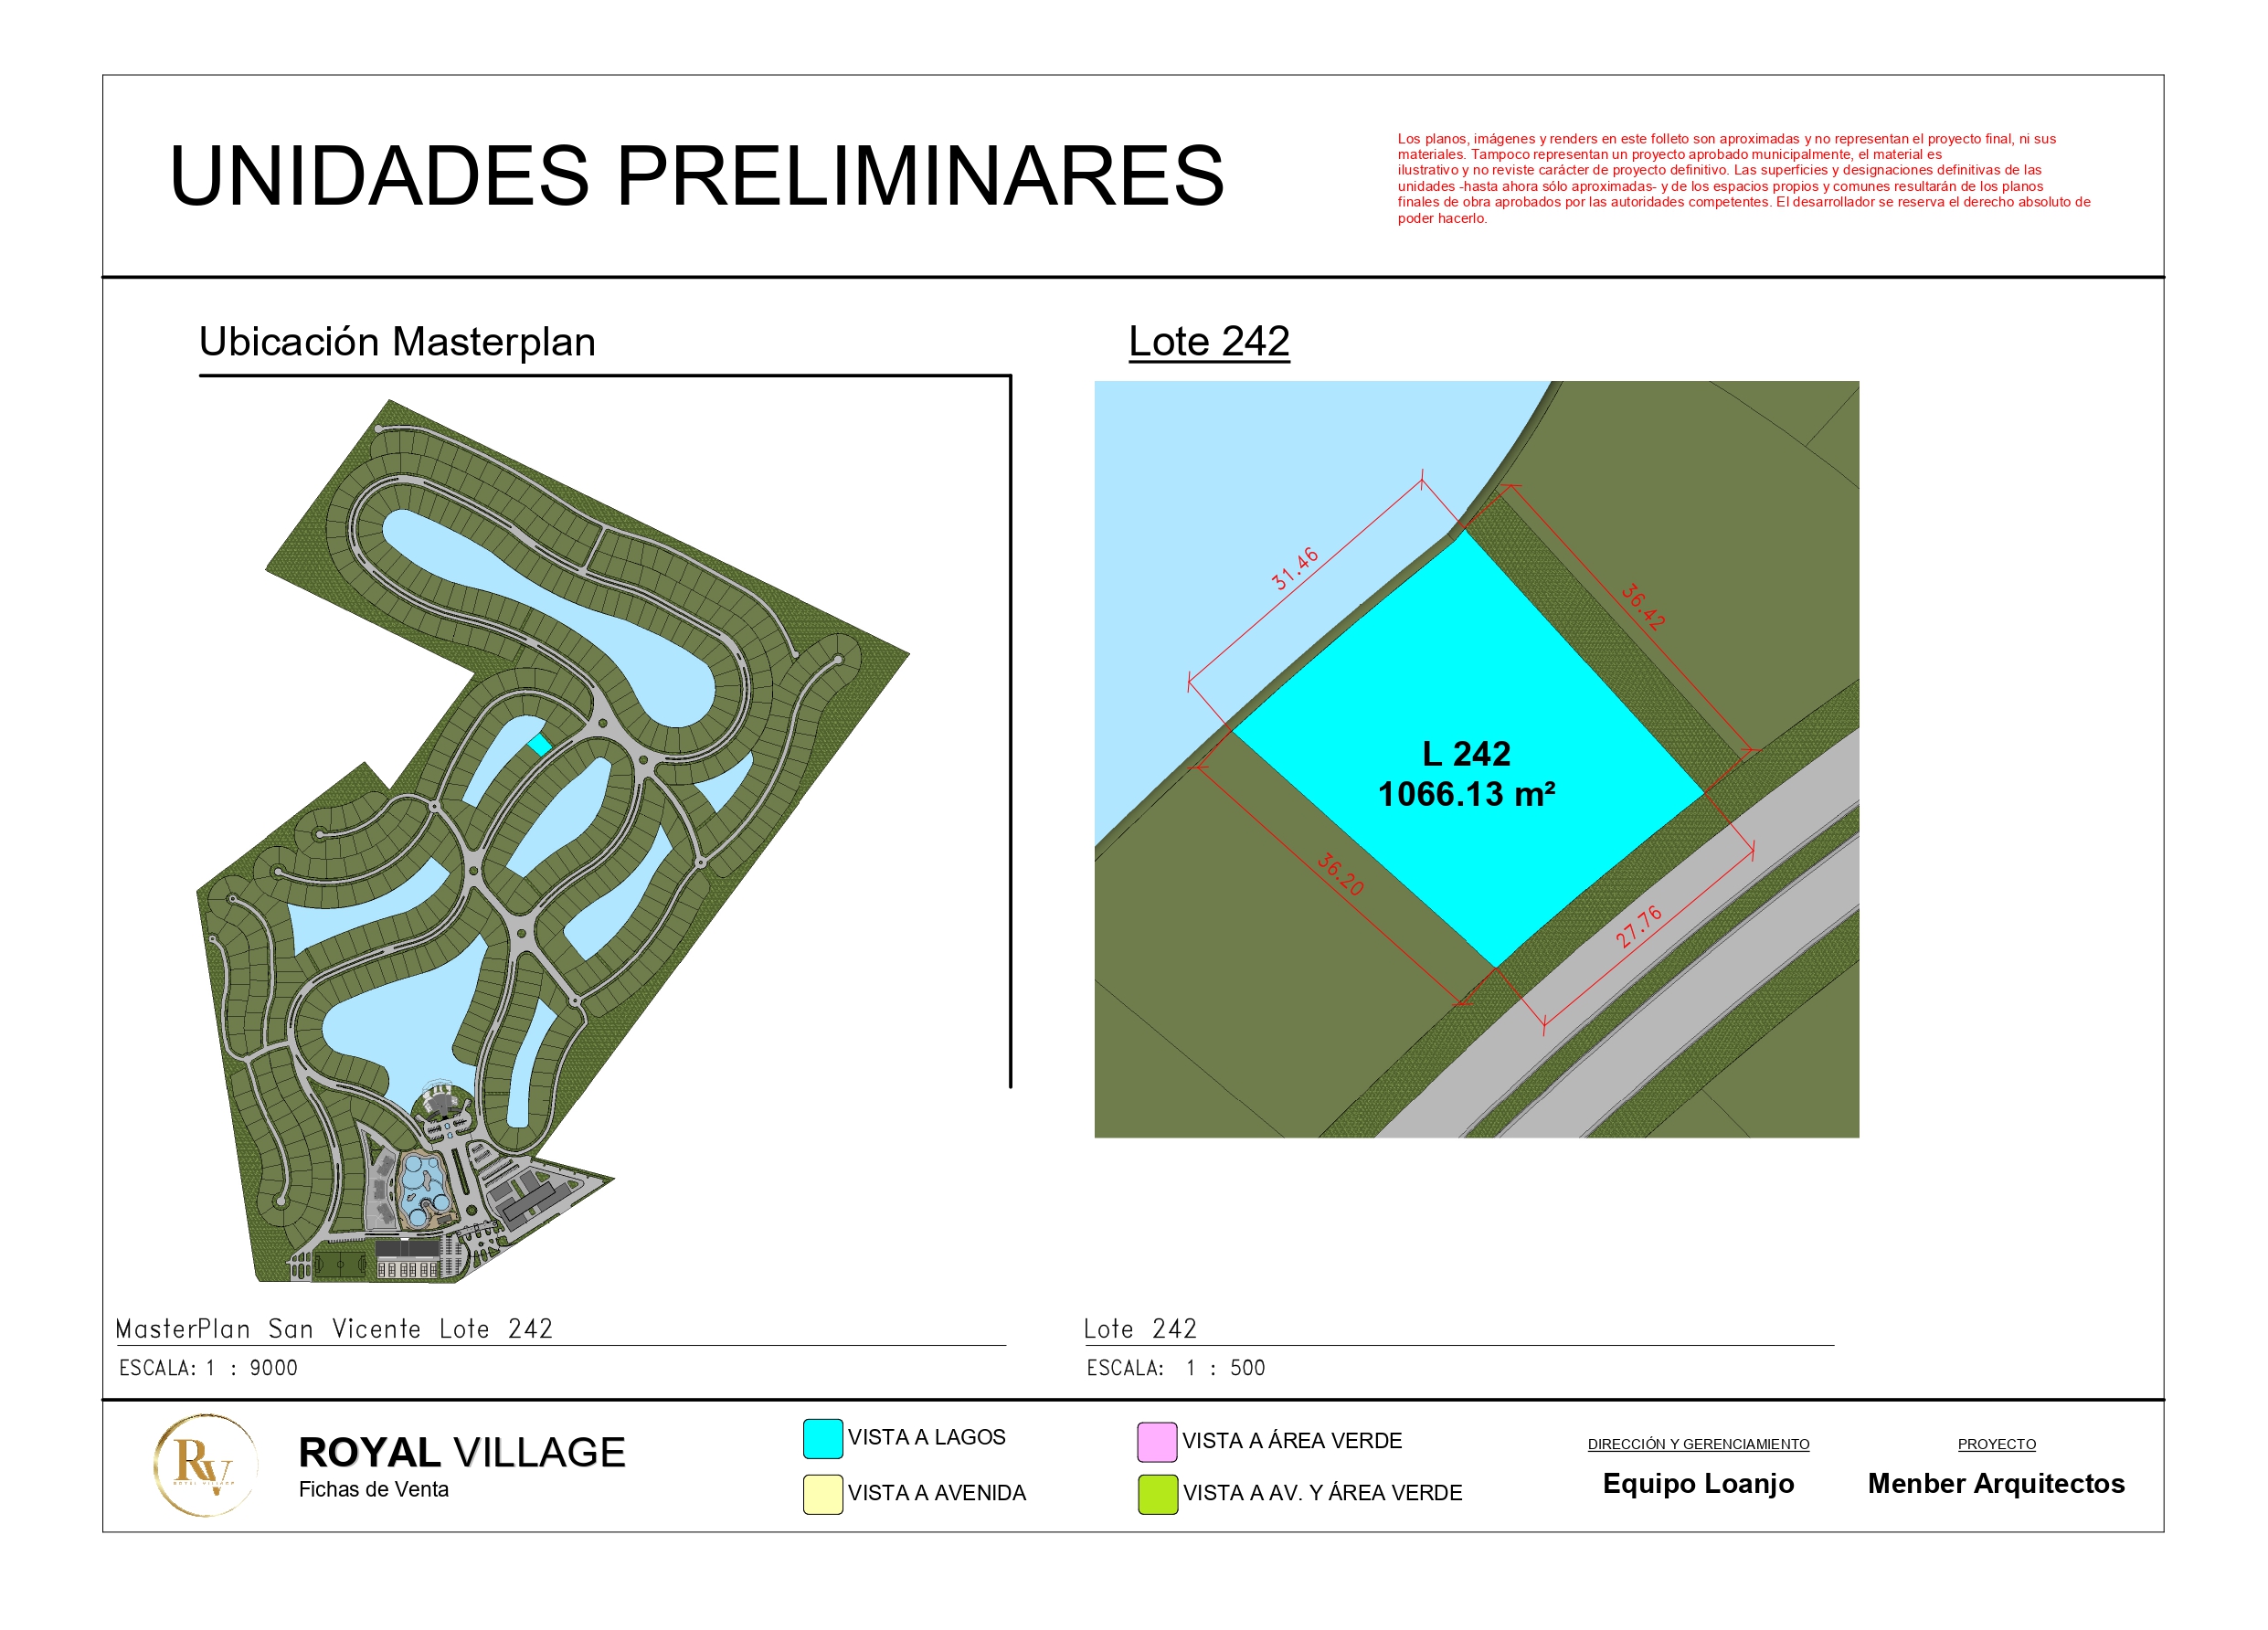 UNIDADES PRELIMINARES
Los planos, imágenes y renders en este folleto son aproximadas y no representan el proyecto final, ni sus
materiales. Tampoco representan un proyecto aprobado municipalmente, el material es
ilustrativo y no reviste carácter de proyecto definitivo. Las superficies y designaciones definitivas de las
unidades -hasta ahora sólo aproximadas- y de los espacios propios y comunes resultarán de los planos
finales de obra aprobados por las autoridades competentes. El desarrollador se reserva el derecho absoluto de
poder hacerlo.
Ubicación Masterplan
Lote 242
31.46
36.42
L 242
1066.13 m²
36.20
27.76
MasterPlan San Vicente Lote 242
ESCALA: 1 : 9000
Lote 242
ESCALA: 1 : 500
RV
ROYAL VILLAGE
ROYAL VILLAGE
Fichas de Venta
VISTA A LAGOS
VISTA A AVENIDA
VISTA A ÁREA VERDE
VISTA A AV. Y ÁREA VERDE
DIRECCIÓN Y GERENCIAMIENTO
Equipo Loanjo
PROYECTO
Menber Arquitectos